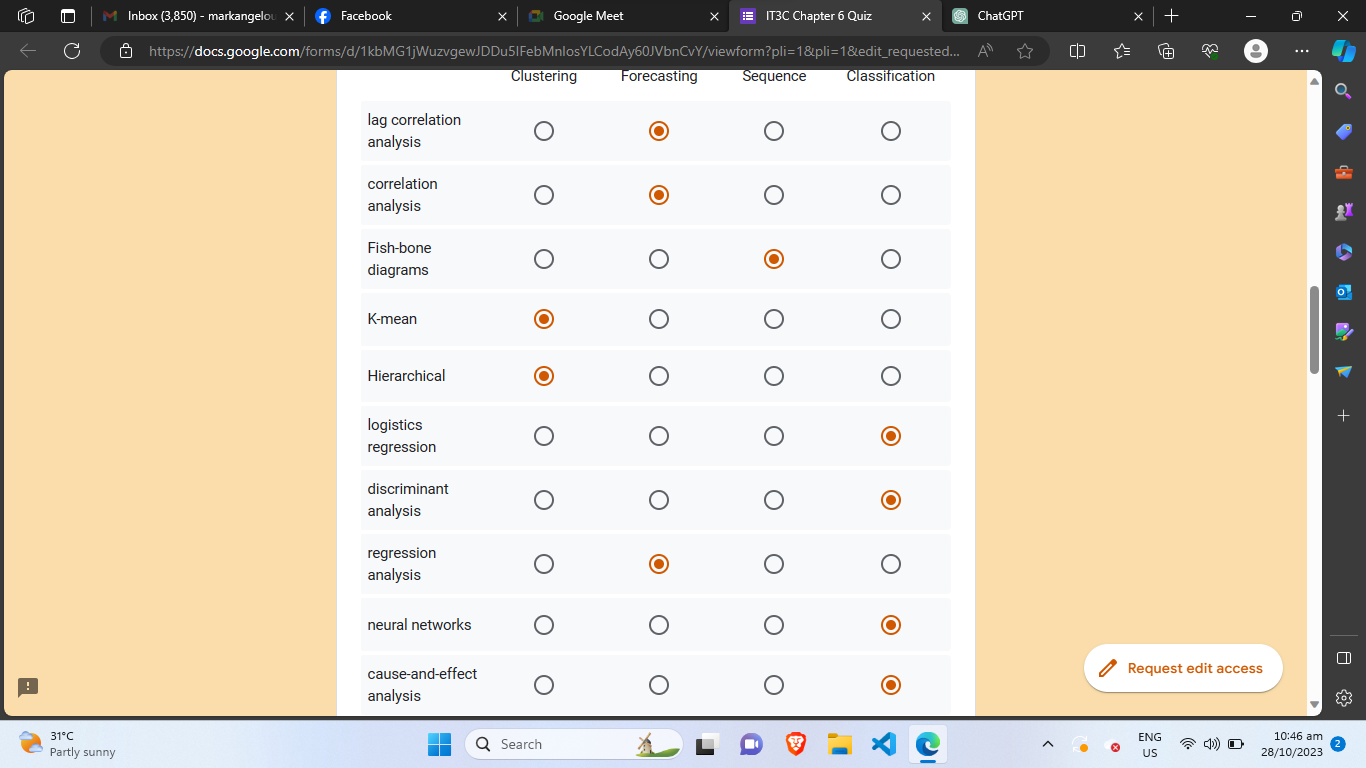 Inbox (3,850) - markangelou
Facebook
Google Meet
IT3C Chapter 6 Quiz
ChatGPT
https://docs.google.com/forms/d/1kbMG1jWuzvgewJDDu5IFebMnIosYLCodAy60JVbnCvY/viewform?pli=1&pli=1&edit_requested...
Clustering Forecasting Sequence Classification
lag correlation
analysis
correlation
analysis
Fish-bone
diagrams
K-mean
Hierarchical
logistics
regression
discriminant
analysis
regression
analysis
neural networks
cause-and-effect
analysis
Request edit access
31°C
Partly sunny
Search
ENG
US
10:46 am
28/10/2023
2